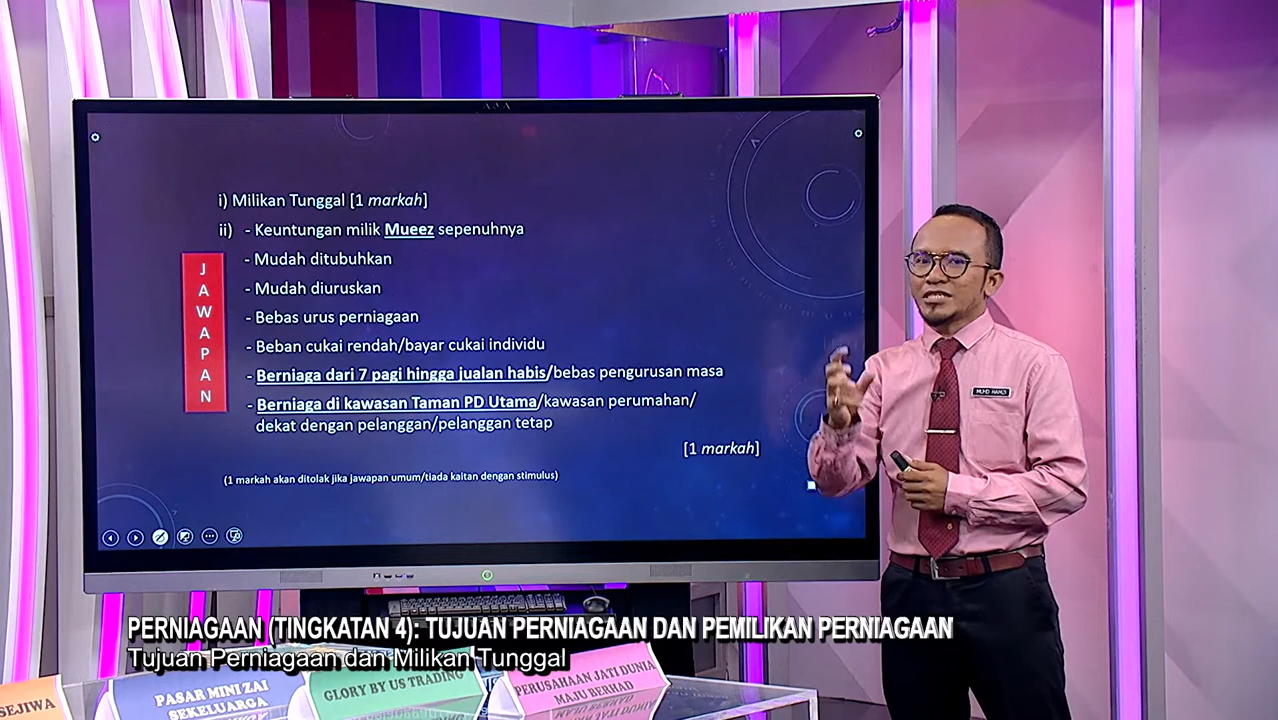 i) Milikan Tunggal [1 markah]
ii) - Keuntungan milik Mueez sepenuhnya
- Mudah ditubuhkan
- Mudah diuruskan
- Bebas urus perniagaan
- Beban cukai rendah/bayar cukai individu
- Berniaga dari 7 pagi hingga jualan habis/bebas pengurusan masa
- Berniaga di kawasan Taman PD Utama/kawasan perumahan/
dekat dengan pelanggan/pelanggan tetap
[1 markah]
(1 markah akan ditolak jika jawapan umum/tiada kaitan dengan stimulus)
J
A
W
A
P
A
N
MUHD HAMZI
PERNIAGAAN (TINGKATAN 4): TUJUAN PERNIAGAAN DAN PEMILIKAN PERNIAGAAN
Tujuan Perniagaan dan Milikan Tunggal
SEJIWA
PASAR MINI ZAI
SEKELUARGA
GLORY BY US TRADING
PERUSAHAAN JATI DUNIA
MAJU BERHAD